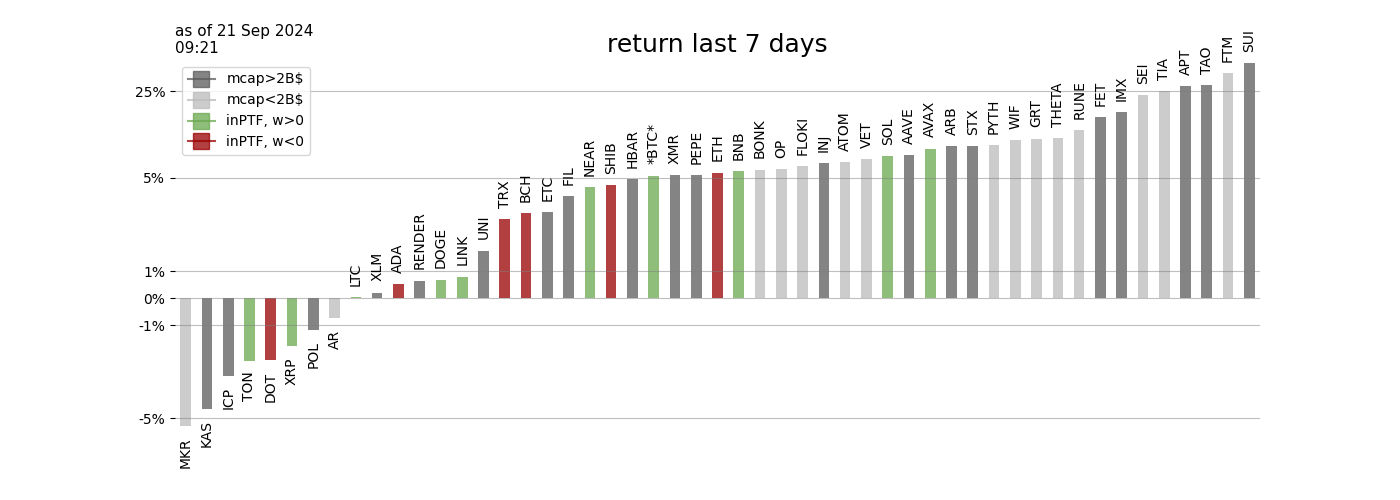 as of 21 Sep 2024
09:21
return last 7 days
mcap>2B$
mcap<2B$
inPTF, w>0
inPTF, w<0
25%
5%
1%
0%
-1%
-5%
MKR
KAS
ICP
TON
DOT
XRP
POL
AR
LTC
XLM
ADA
RENDER
DOGE
LINK
UNI
TRX
BCH
ETC
FIL
NEAR
SHIB
HBAR
*BTC*
XMR
PEPE
ETH
BNB
BONK
OP
FLOKI
INJ
ATOM
VET
SOL
AAVE
AVAX
ARB
STX
PYTH
WIF
GRT
THETA
RUNE
FET
IMX
SEI
TIA
APT
TAO
FTM
SUI